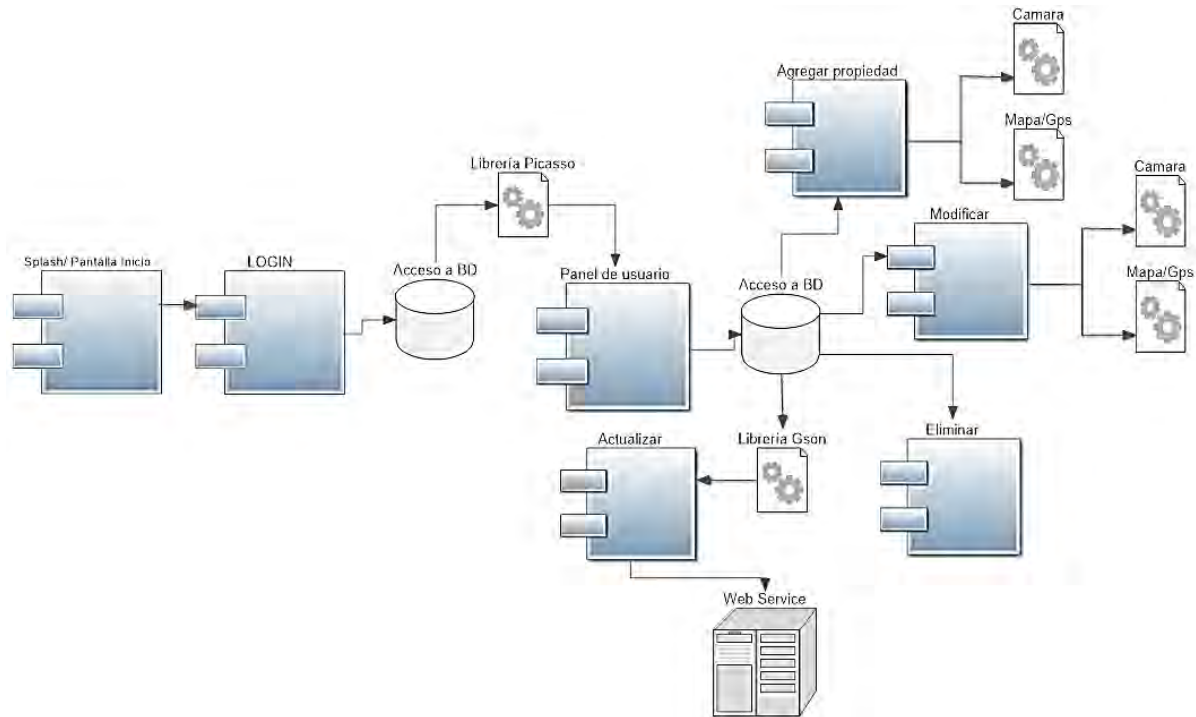 Camara
Agregar propiedad
Mapa/Gps
Librería Picasso
Camara
Modificar
Splash/ Pantalla Inicio
LOGIN
Acceso a BD
Panel de usuario
Acceso a BD
Mapa/Gps
Actualizar
Librería Gson
Eliminar
Web Service